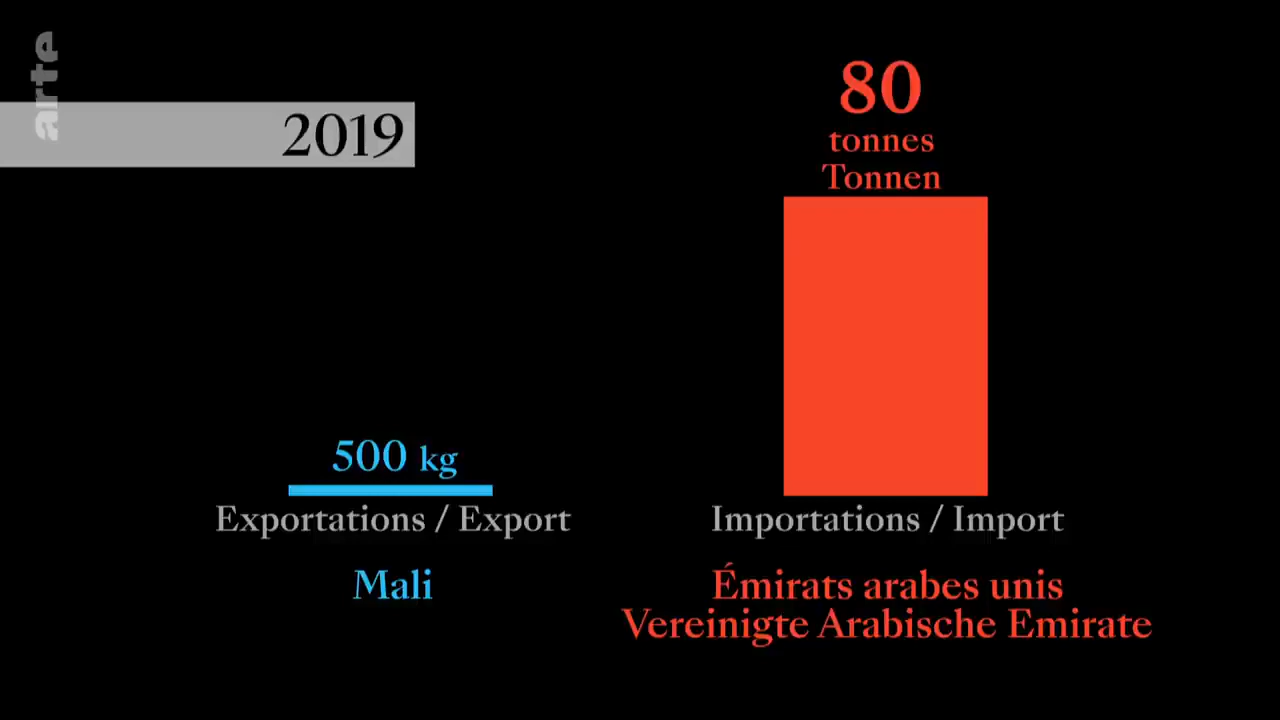 arte
2019
80
tonnes
Tonnen
500 kg
Exportations / Export
Importations / Import
Mali
Émirats arabes unis
Vereinigte Arabische Emirate